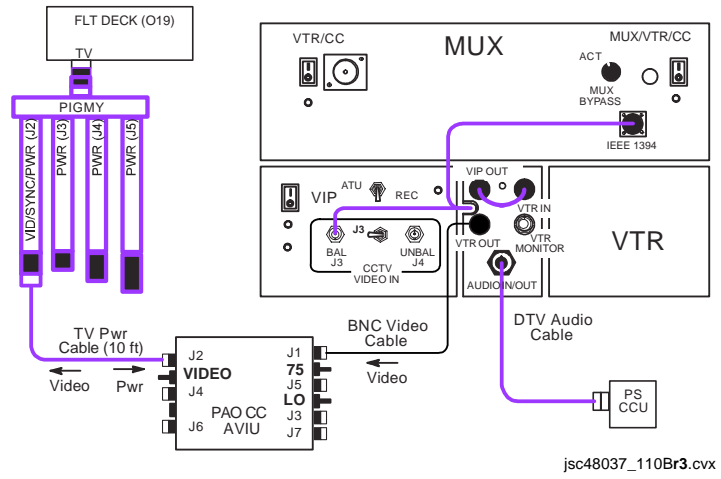 FLT DECK (O19)
TV
PIGMY
VID/SYNC/PWR (J2)
PWR (J3)
PWR (J4)
PWR (J5)
VTR/CC
MUX
MUX/VTR/CC
ACT
MUX
BYPASS
IEEE 1394
VIP
ATU
REC
J3
BAL
J3
UNBAL
J4
CCTV
VIDEO IN
VIP OUT
VTR IN
VTR OUT
VTR
MONITOR
AUDIO IN/OUT
VTR
TV Pwr
Cable (10 ft)
Video
Pwr
BNC Video
Cable
Video
DTV Audio
Cable
J2
VIDEO
J4
J6
J1
75
J5
LO
J3
J7
PAO CC
AVIU
PS
CCU
jsc48037_110Br3.cvx